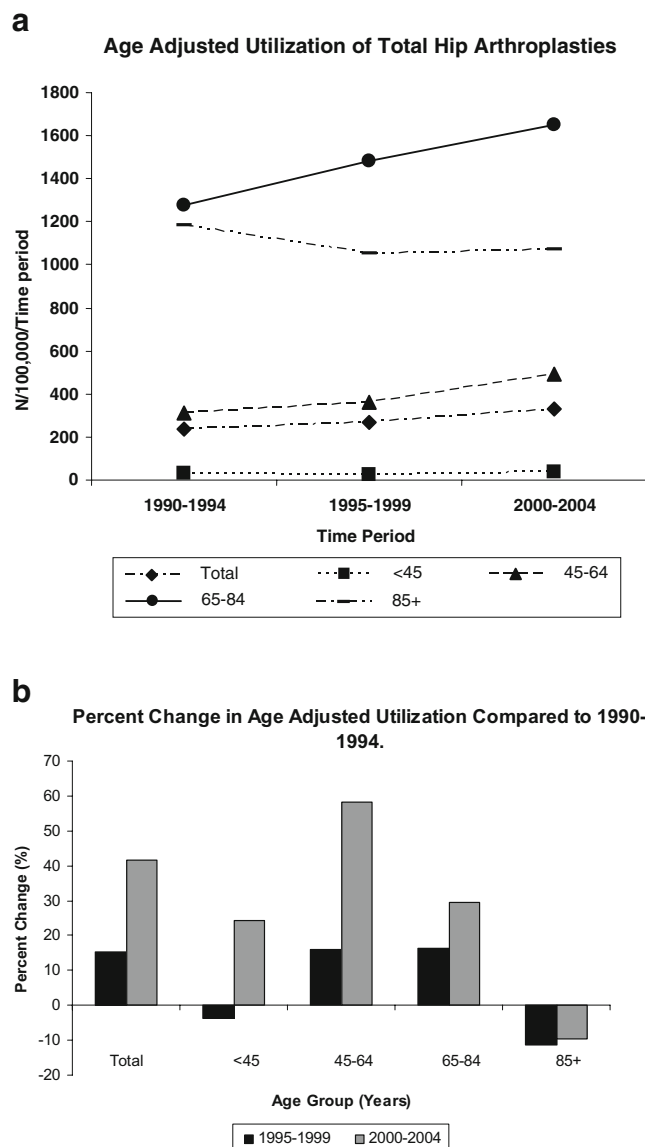 a
Age Adjusted Utilization of Total Hip Arthroplasties
1800
1600
1400
1200
1000
800
600
400
200
0
N/100,000/Time period
1990-1994 1995-1999 2000-2004
Time Period
Total <45 45-64
65-84 85+
b
Percent Change in Age Adjusted Utilization Compared to 1990-
1994.
70
60
50
40
30
20
10
0
-10
-20
Percent Change (%)
Total <45 45-64 65-84 85+
Age Group (Years)
1995-1999 2000-2004